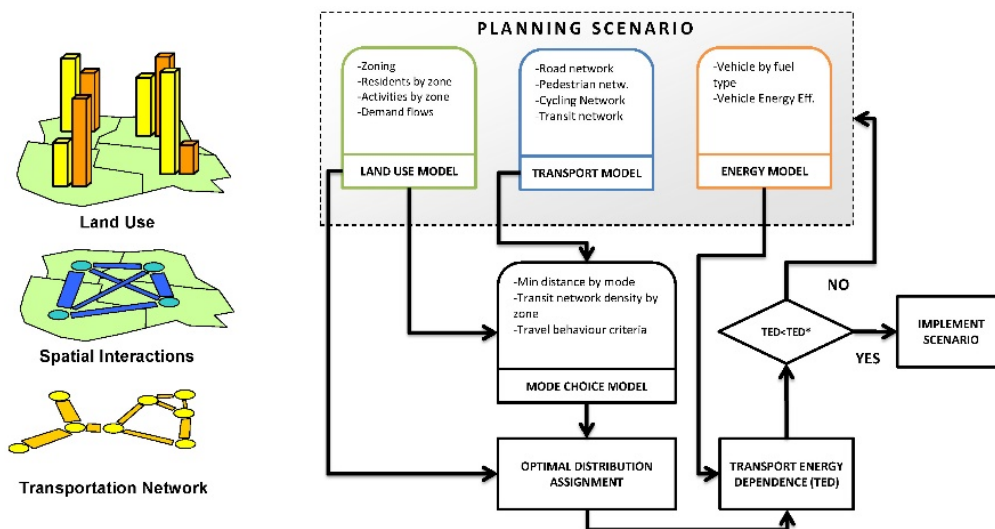 Land Use
Spatial Interactions
Transportation Network
PLANNING SCENARIO
-Zoning
-Residents by zone
-Activities by zone
-Demand flows
LAND USE MODEL
-Road network
-Pedestrian netw.
-Cycling Network
-Transit network
TRANSPORT MODEL
-Vehicle by fuel
type
-Vehicle Energy Eff.
ENERGY MODEL
-Min distance by mode
-Transit network density by
zone
-Travel behaviour criteria
MODE CHOICE MODEL
OPTIMAL DISTRIBUTION
ASSIGNMENT
TRANSPORT ENERGY
DEPENDENCE (TED)
TED<TED*
NO
YES
IMPLEMENT
SCENARIO